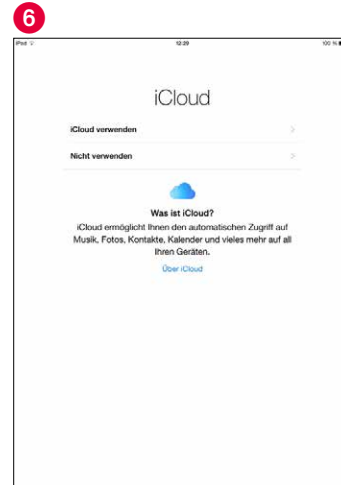 6
iPad
12:29
100 %
iCloud
iCloud verwenden
Nicht verwenden
Was ist iCloud?
iCloud ermöglicht Ihnen den automatischen Zugriff auf
Musik, Fotos, Kontakte, Kalender und vieles mehr auf all
Ihren Geräten.
Über iCloud